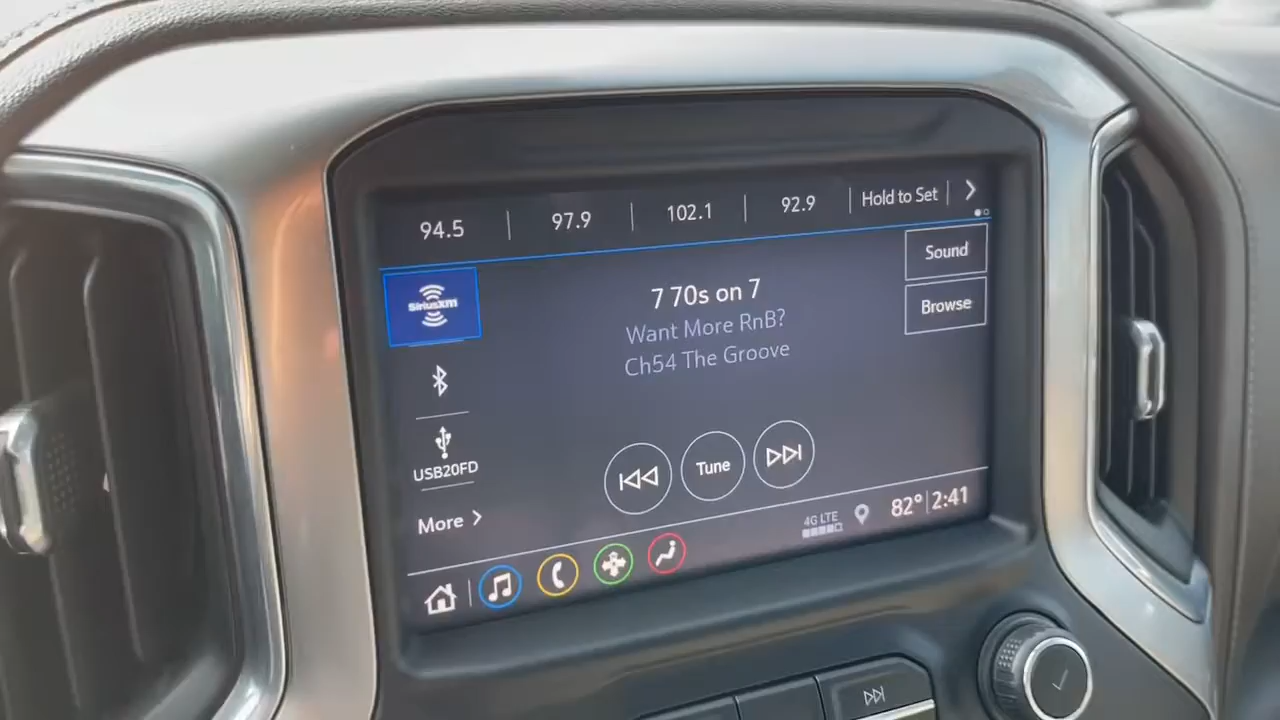 94.5
97.9
102.1
92.9
Hold to Set
SiriusXM
Sound
7 70s on 7
Browse
Want More RnB?
Ch54 The Groove
USB20FD
Tune
More
4G LTE
82°
2:41